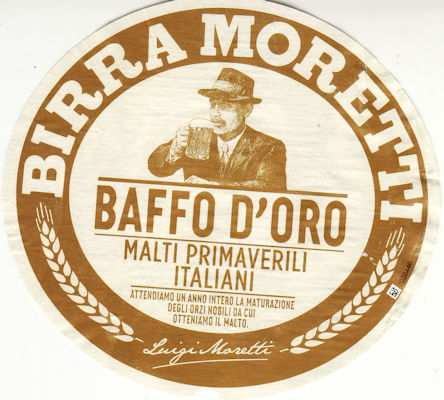 BIRRA MORETTI
BAFFO D'ORO
MALTI PRIMAVERILI
ITALIANI
ATTENDIAMO UN ANNO INTERO LA MATURAZIONE
DEGLI ORZI NOBILI DA CUI
OTTENIAMO IL MALTO.
Luigi Moretti